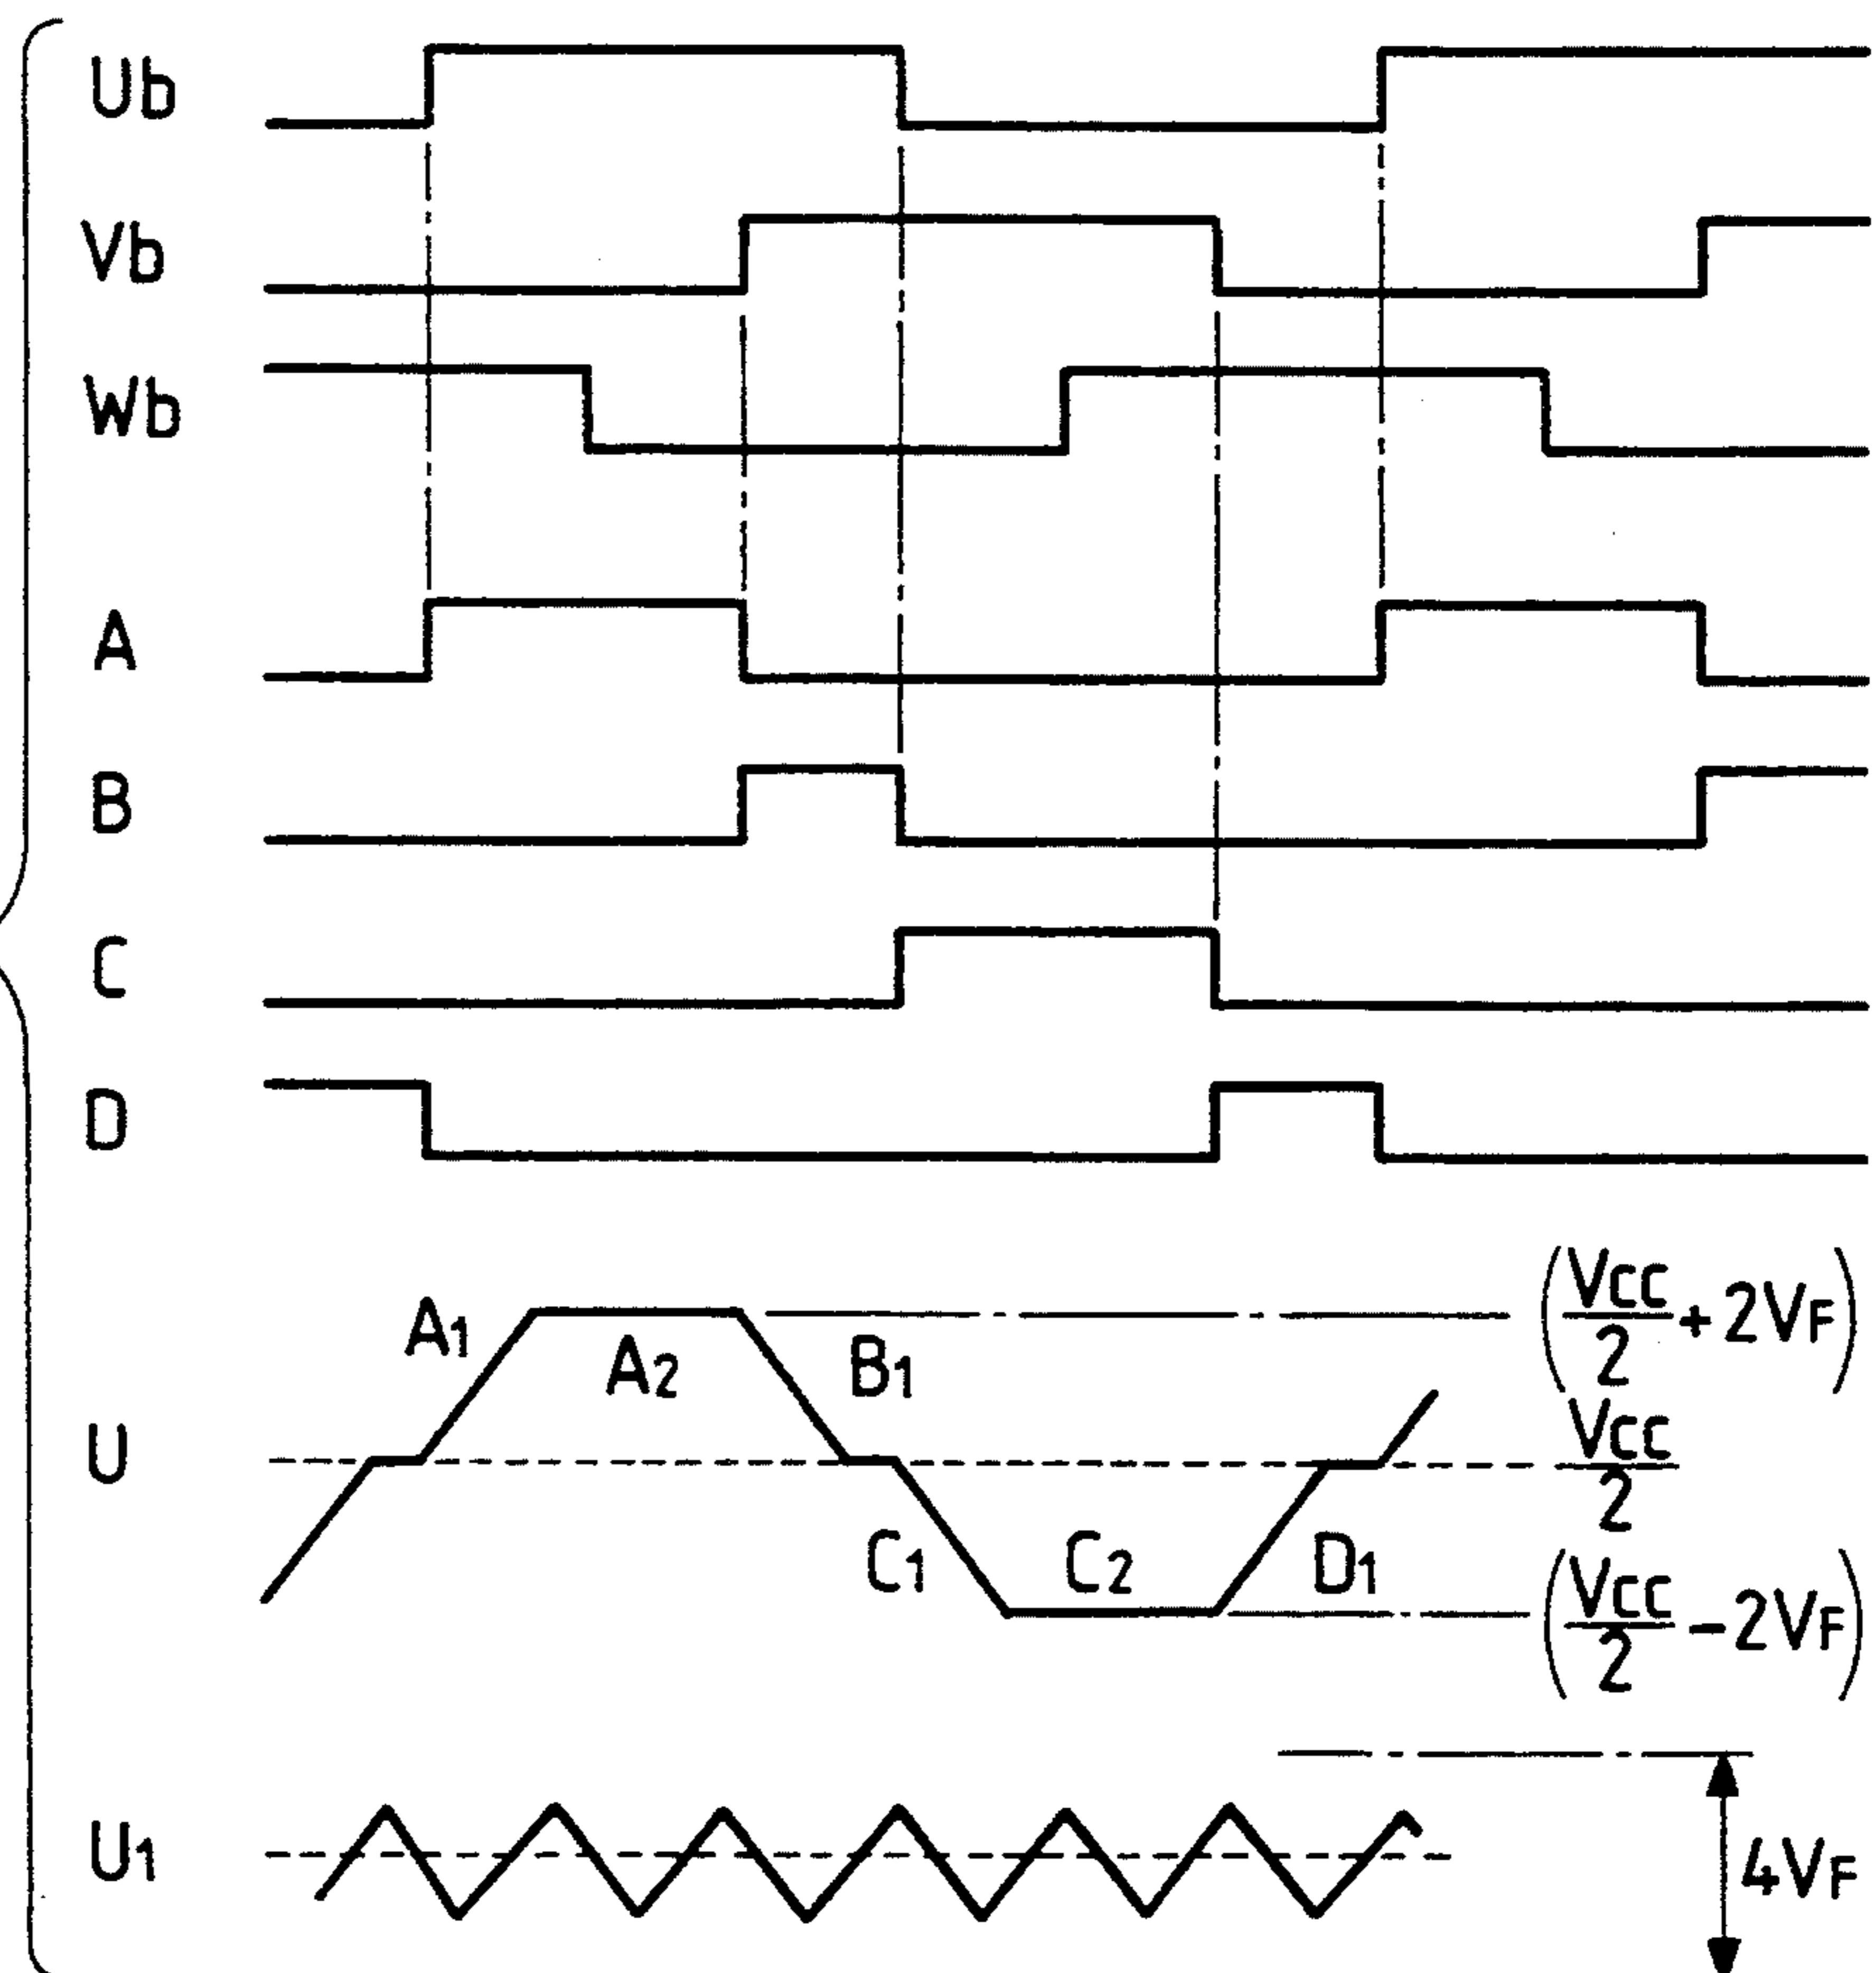 Ub
Vb
Wb
A
B
C
D
U
A1
A2
B1
C1
C2
D1
(VCC/2 + 2VF)
VCC/2
(VCC/2 - 2VF)
U1
4VF